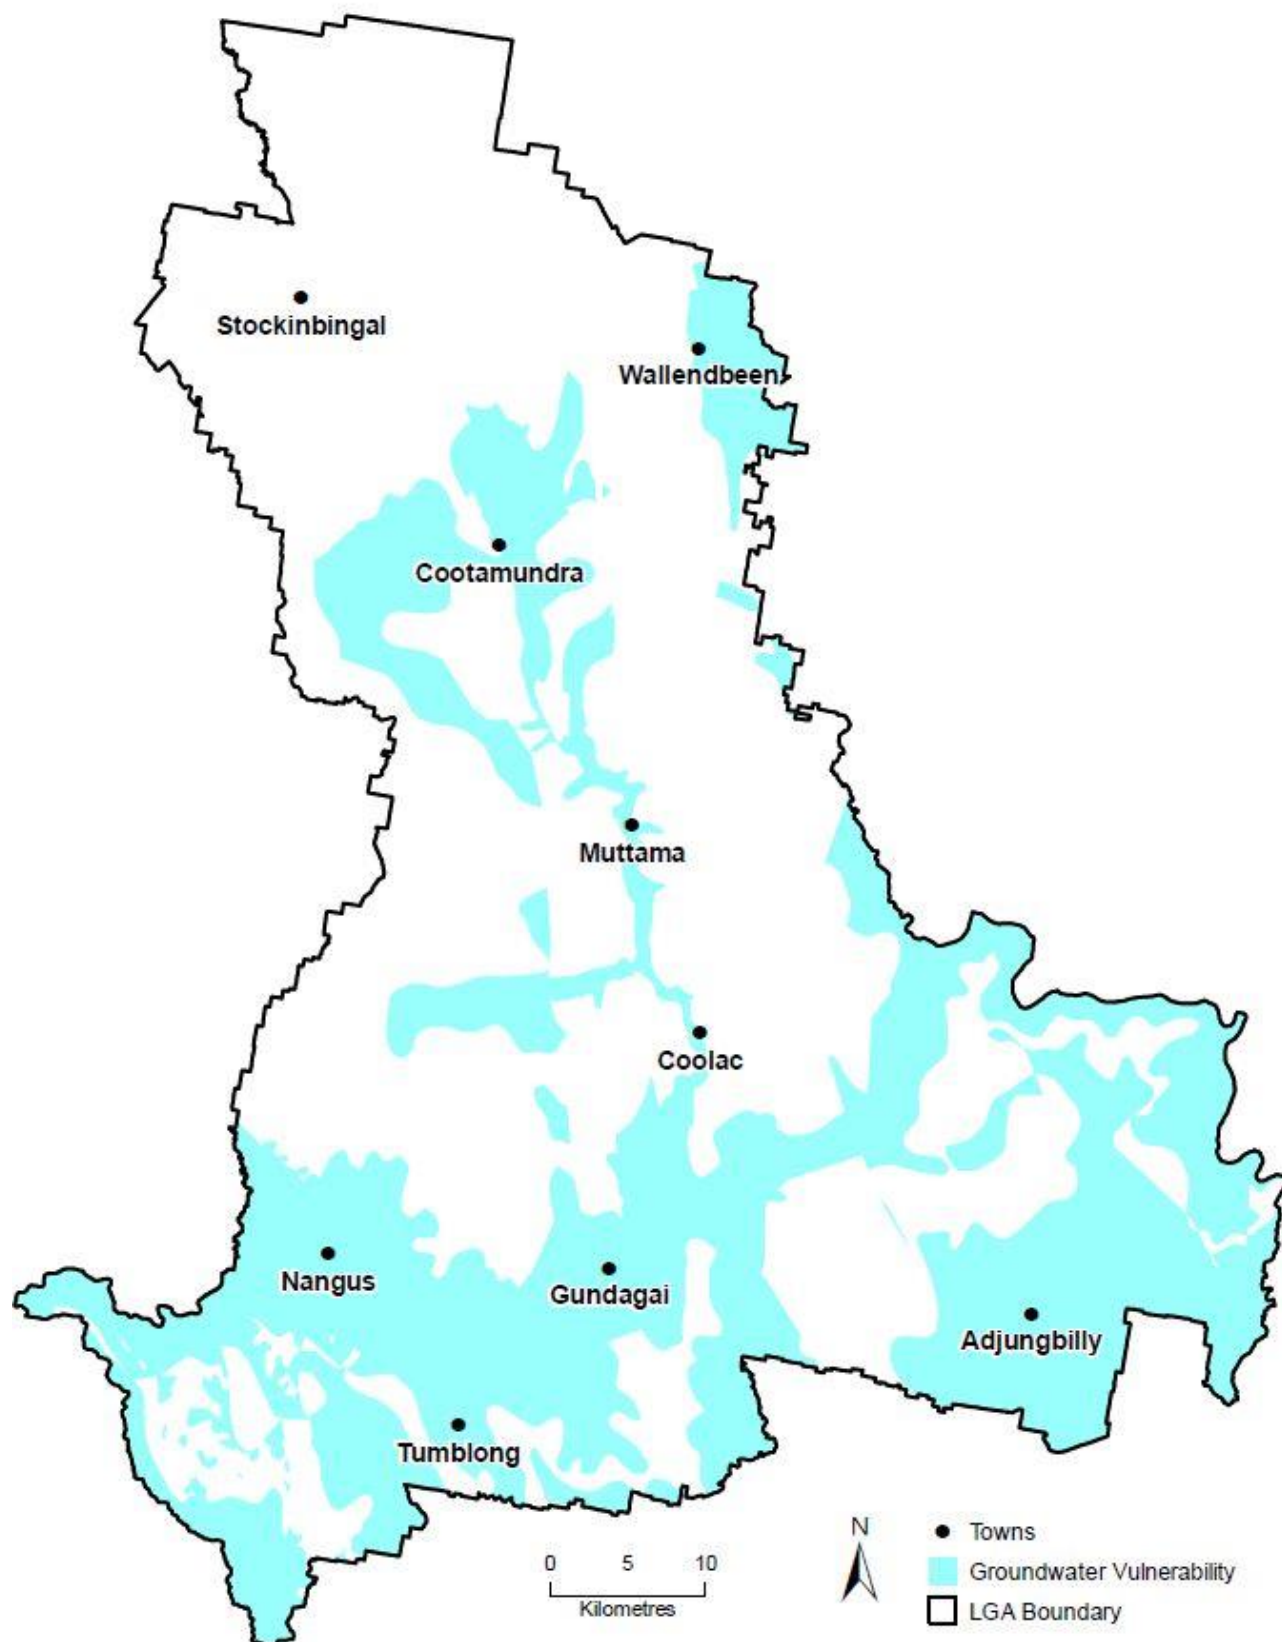 Stockinbingal
Wallendbeen
Cootamundra
Muttama
Coolac
Nangus
Gundagai
Adjungbilly
Tumblong
N
Towns
0 5 10
Groundwater Vulnerability
Kilometres
LGA Boundary